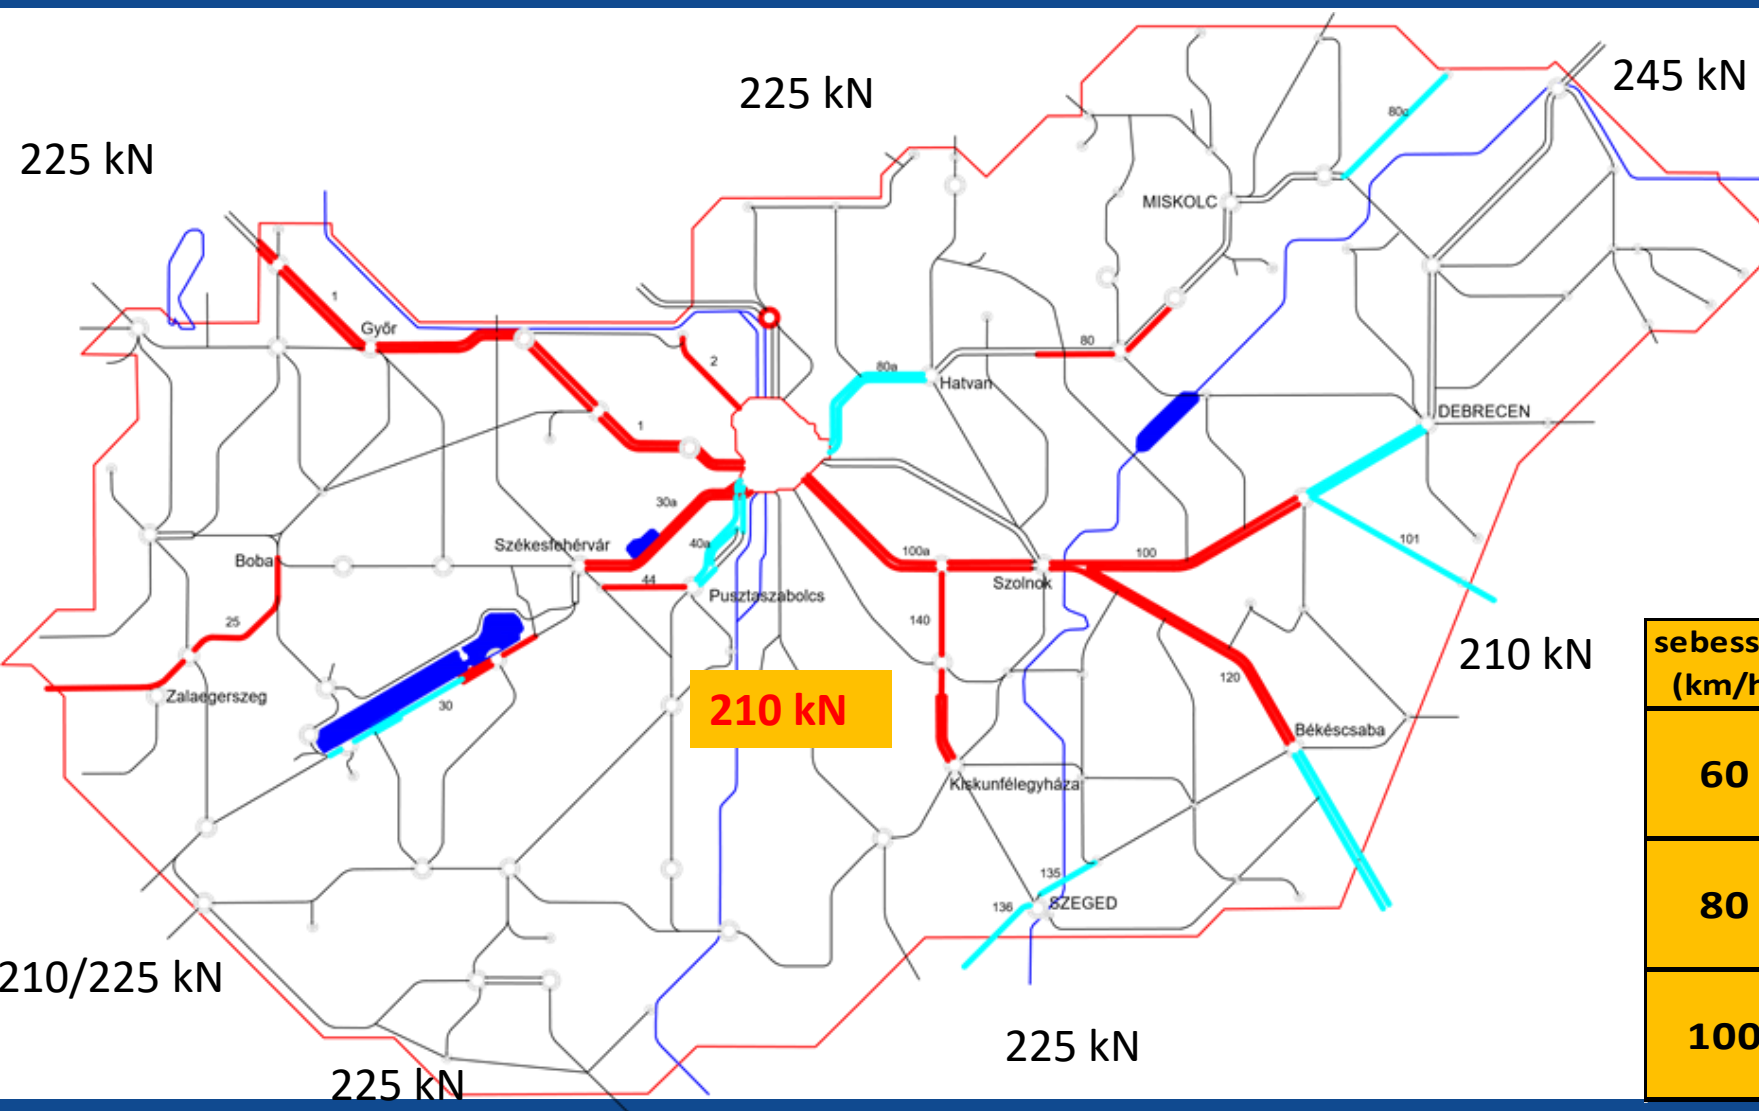 225 kN
245 kN
225 kN
80c
MISKOLC
1
Győr
2
80
80a
Hatvan
DEBRECEN
1
30a
Székesfehérvár
40a
100a
100
101
Boba
44
Szolnok
Pusztaszabolcs
25
140
210 kN
sebess
(km/h
120
Zalaegerszeg
30
210 kN
Békéscsaba
60
Kiskunfélegyháza
135
136
SZEGED
80
210/225 kN
100
225 kN
225 kN